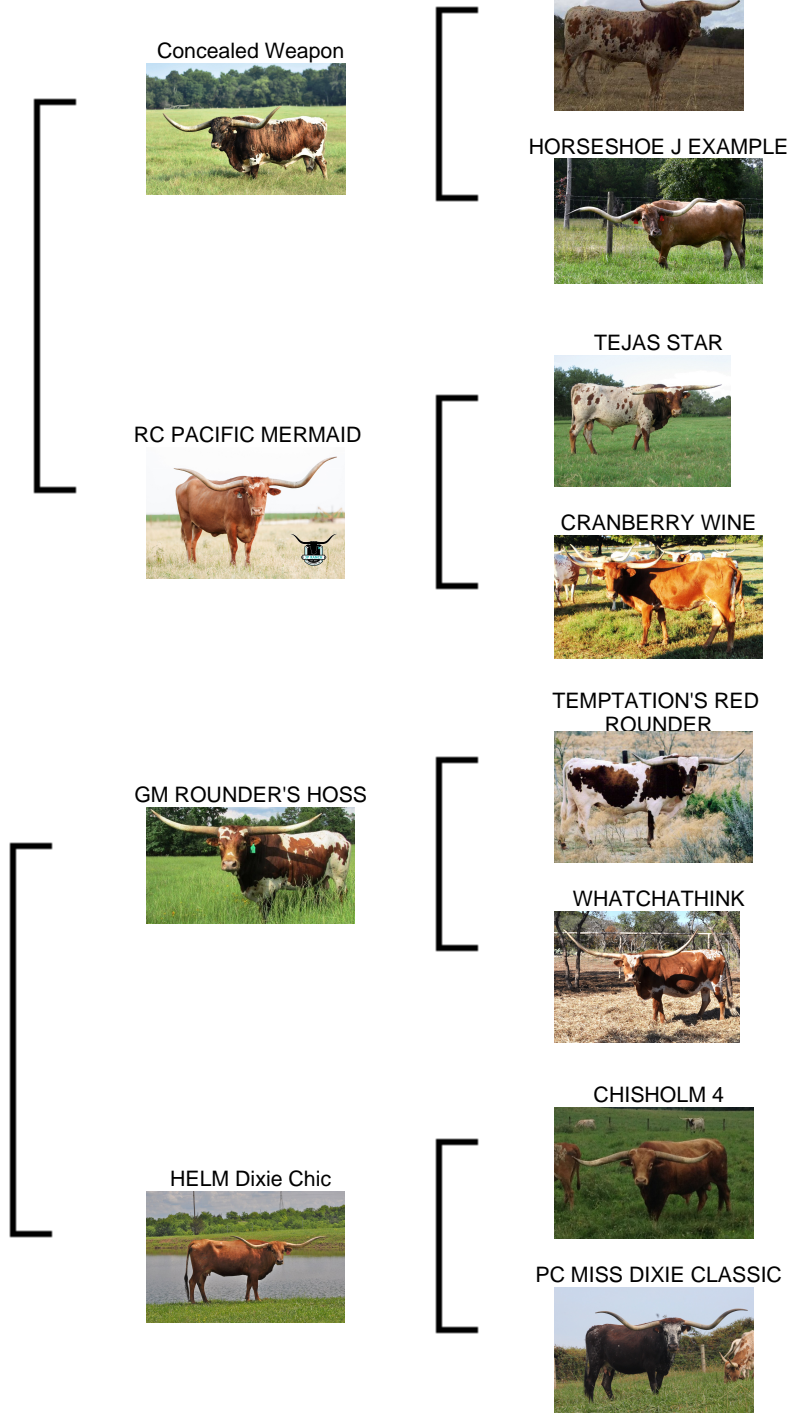 Concealed Weapon
HORSESHOE J EXAMPLE
TEJAS STAR
RC PACIFIC MERMAID
CRANBERRY WINE
TEMPTATION'S RED
ROUNDER
GM ROUNDER'S HOSS
WHATCHATHINK
CHISHOLM 4
HELM Dixie Chic
PC MISS DIXIE CLASSIC